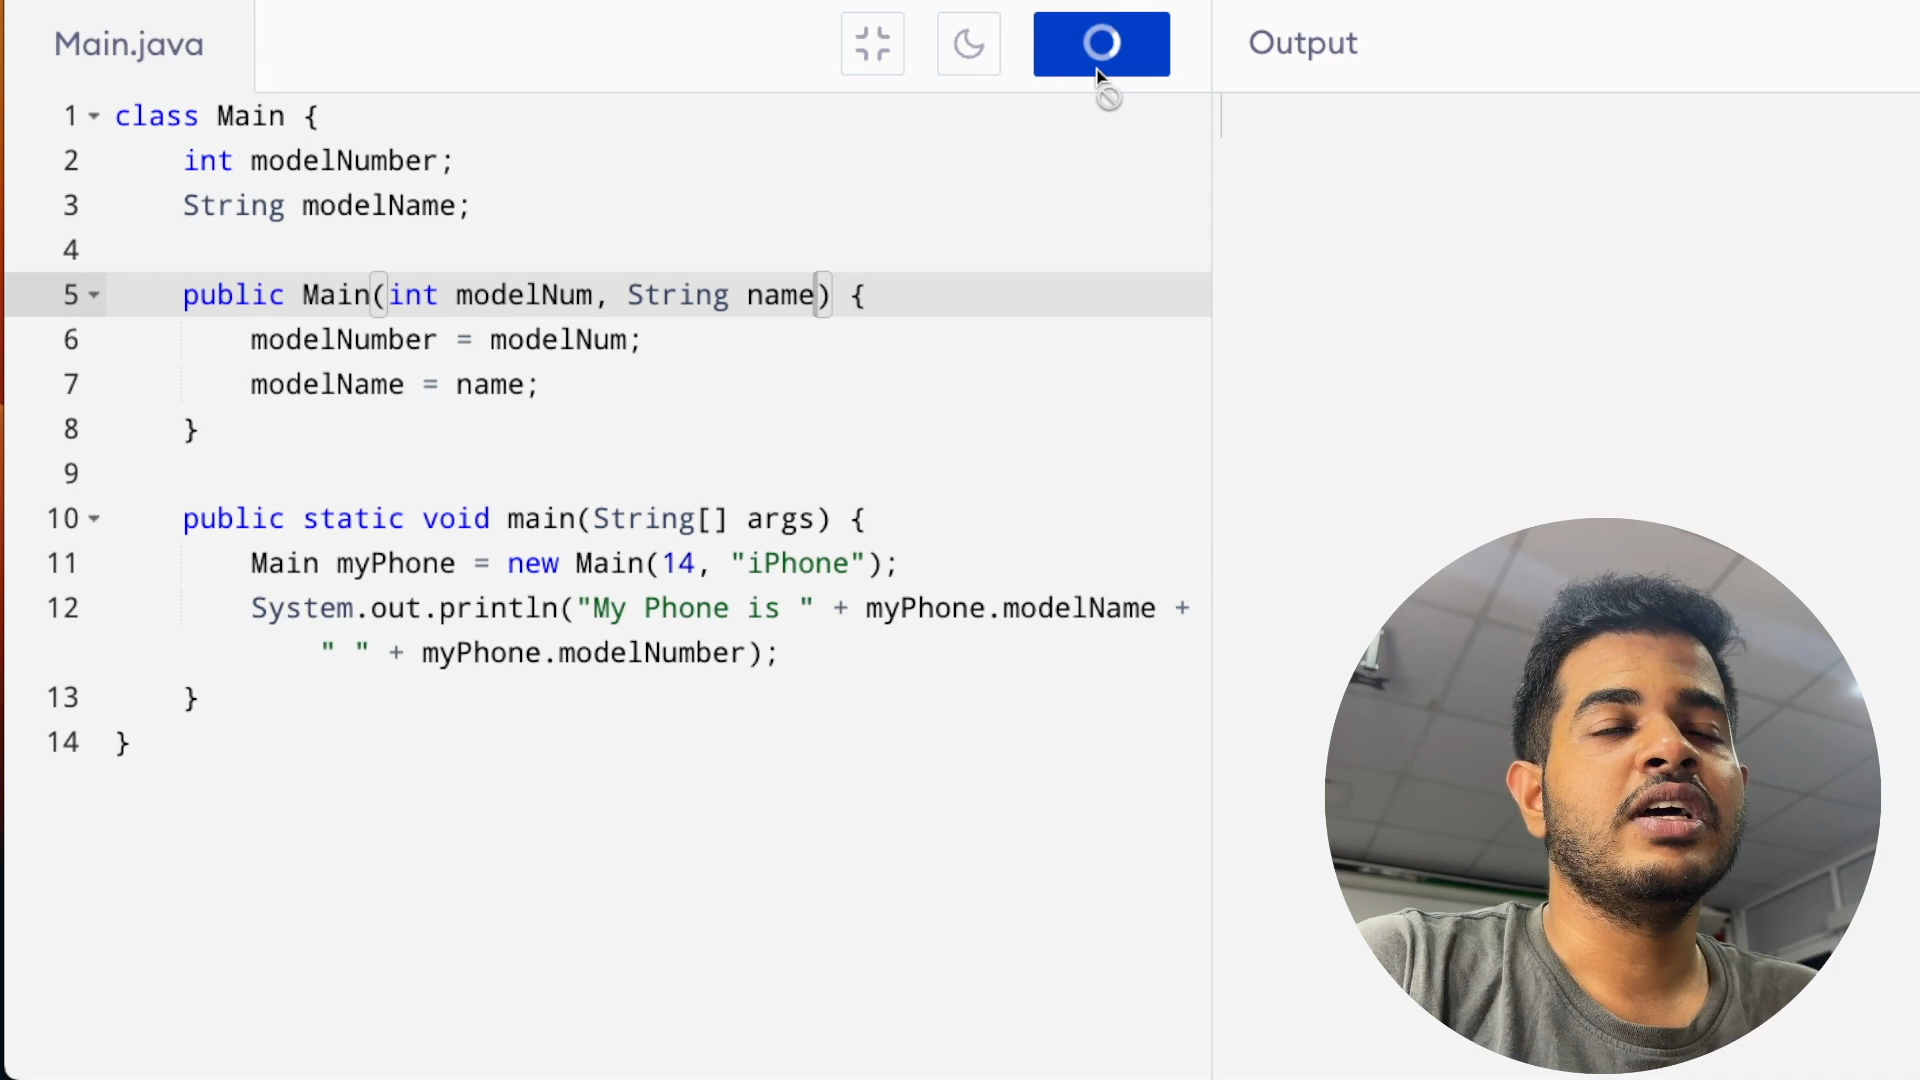 Main.java
Output
1 class Main {
2 int modelNumber;
3 String modelName;
4
5 public Main(int modelNum, String name) {
6 modelNumber = modelNum;
7 modelName = name;
8 }
9
10 public static void main(String[] args) {
11 Main myPhone = new Main(14, "iPhone");
12 System.out.println("My Phone is " + myPhone.modelName +
" " + myPhone.modelNumber);
13 }
14 }